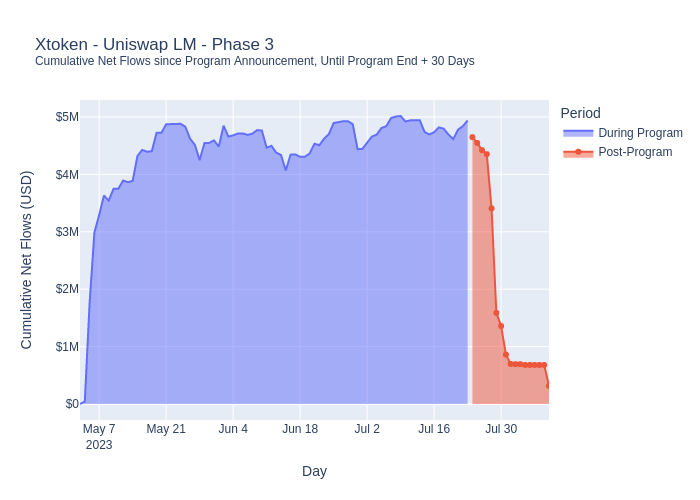 Xtoken - Uniswap LM - Phase 3
Cumulative Net Flows since Program Announcement, Until Program End + 30 Days
Period
During Program
Post-Program
Cumulative Net Flows (USD)
$5M
$4M
$3M
$2M
$1M
$0
May 7
2023
May 21
Jun 4
Jun 18
Jul 2
Jul 16
Jul 30
Day